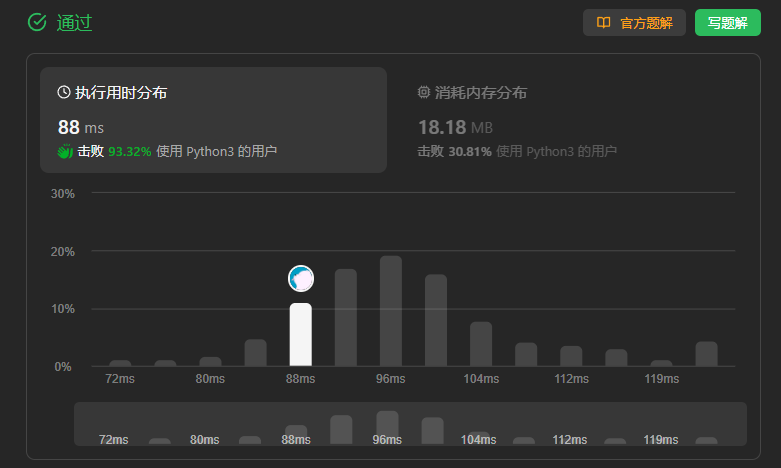 通过
官方题解
写题解
执行用时分布
88 ms
击败 93.32% 使用 Python3 的用户
消耗内存分布
18.18 MB
击败 30.81% 使用 Python3 的用户
30%
20%
10%
0%
72ms 80ms 88ms 96ms 104ms 112ms 119ms
72ms 80ms 88ms 96ms 104ms 112ms 119ms